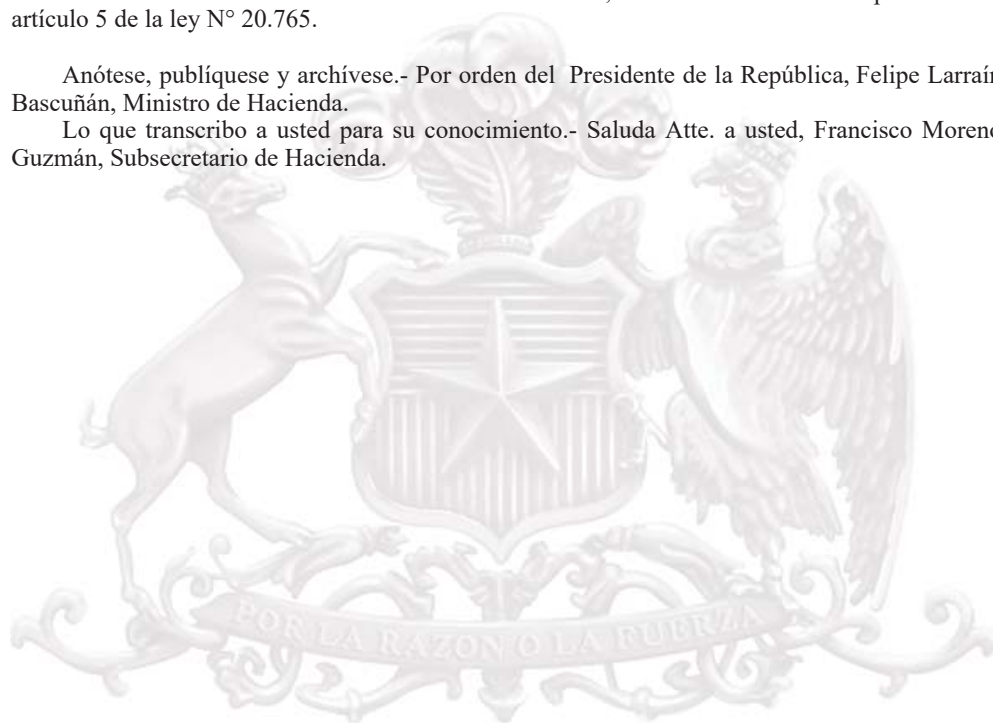 artículo 5 de la ley N° 20.765.
Anótese, publíquese y archívese.- Por orden del Presidente de la República, Felipe Larraín
Bascuñán, Ministro de Hacienda.
Lo que transcribo a usted para su conocimiento.- Saluda Atte. a usted, Francisco Moreno
Guzmán, Subsecretario de Hacienda.
POR LA RAZON O LA FUERZA